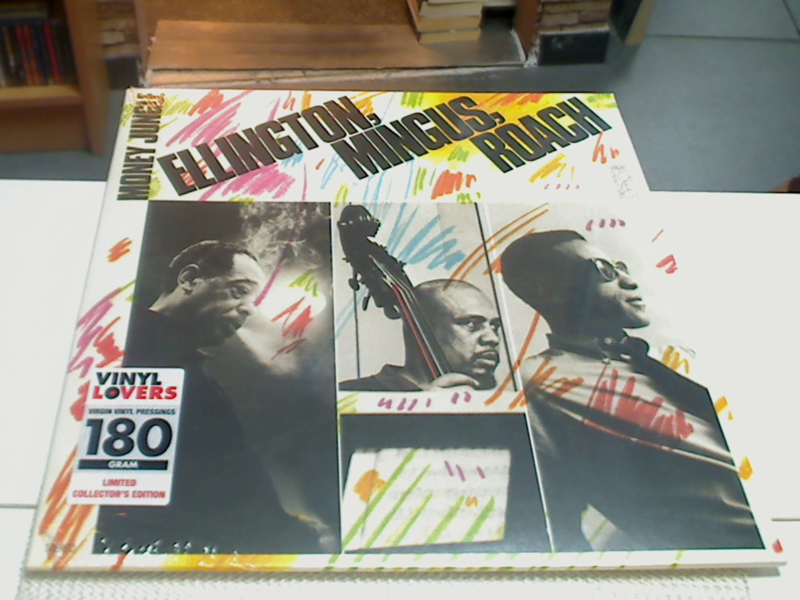 MONEY JUNGLE
ELLINGTON,
MINGUS,
ROACH
VINYL
LOVERS
VIRGIN VINYL PRESSINGS
180
GRAM
LIMITED
COLLECTOR'S EDITION